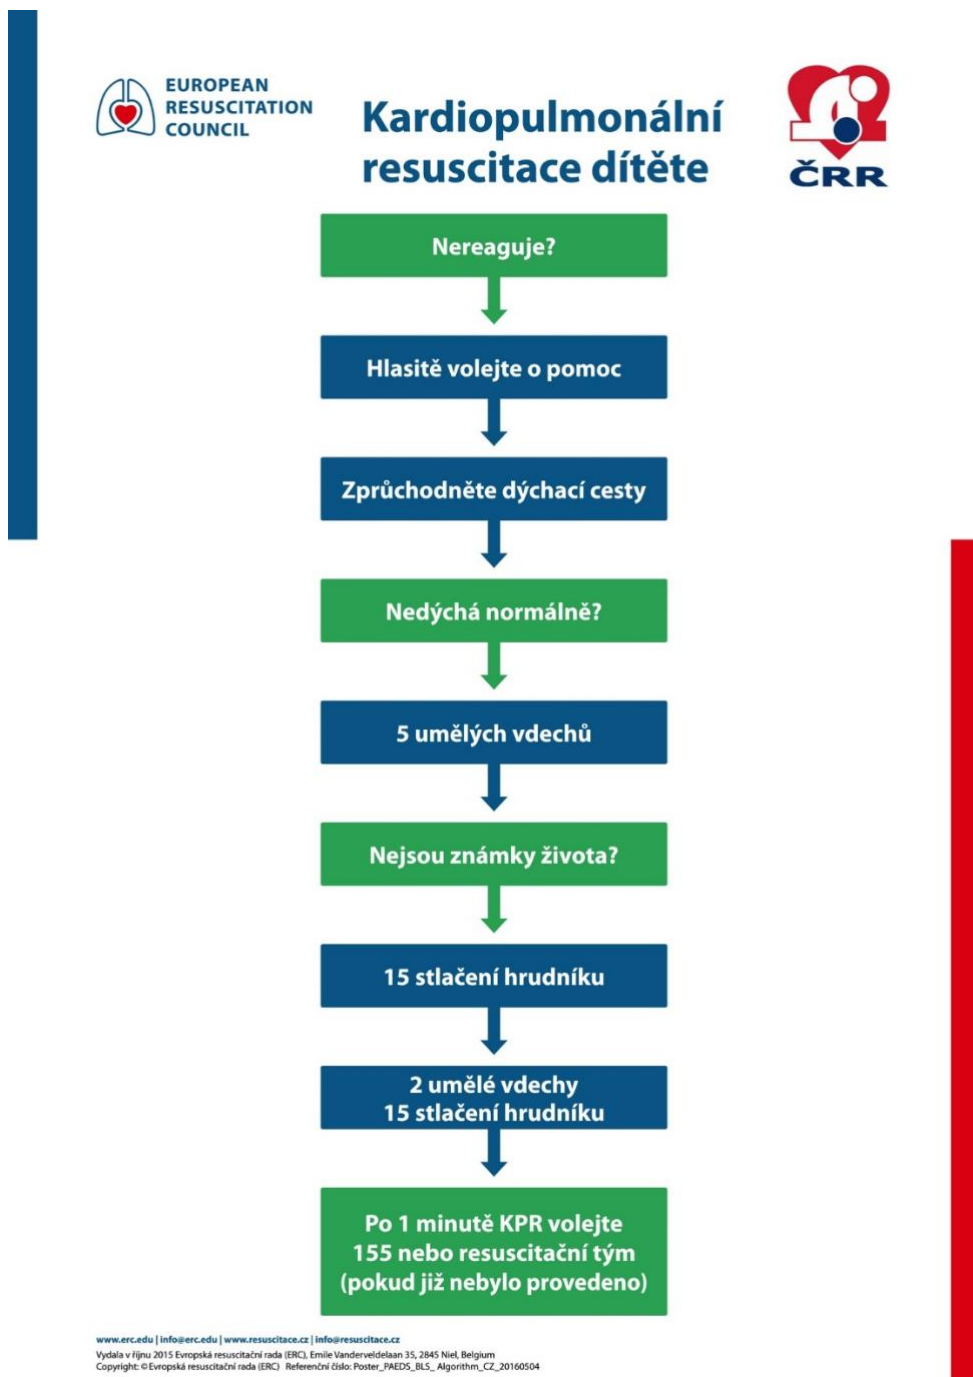 EUROPEAN
RESUSCITATION
COUNCIL
Kardiopulmonální
resuscitace dítěte
ČRR
Nereaguje?
Hlasitě volejte o pomoc
Zprůchodněte dýchací cesty
Nedýchá normálně?
5 umělých vdechů
Nejsou známky života?
15 stlačení hrudníku
2 umělé vdechy
15 stlačení hrudníku
Po 1 minutě KPR volejte
155 nebo resuscitační tým
(pokud již nebylo provedeno)
www.erc.edu | info@erc.edu | www.resuscitace.cz | info@resuscitace.cz
Vydala v říjnu 2015 Evropská resuscitační rada (ERC), Emile Vanderveldelaan 35, 2845 Niel, Belgium
Copyright: © Evropská resuscitační rada (ERC) Referenční číslo: Poster_PAEDS_BLS_ Algorithm_CZ_20160504